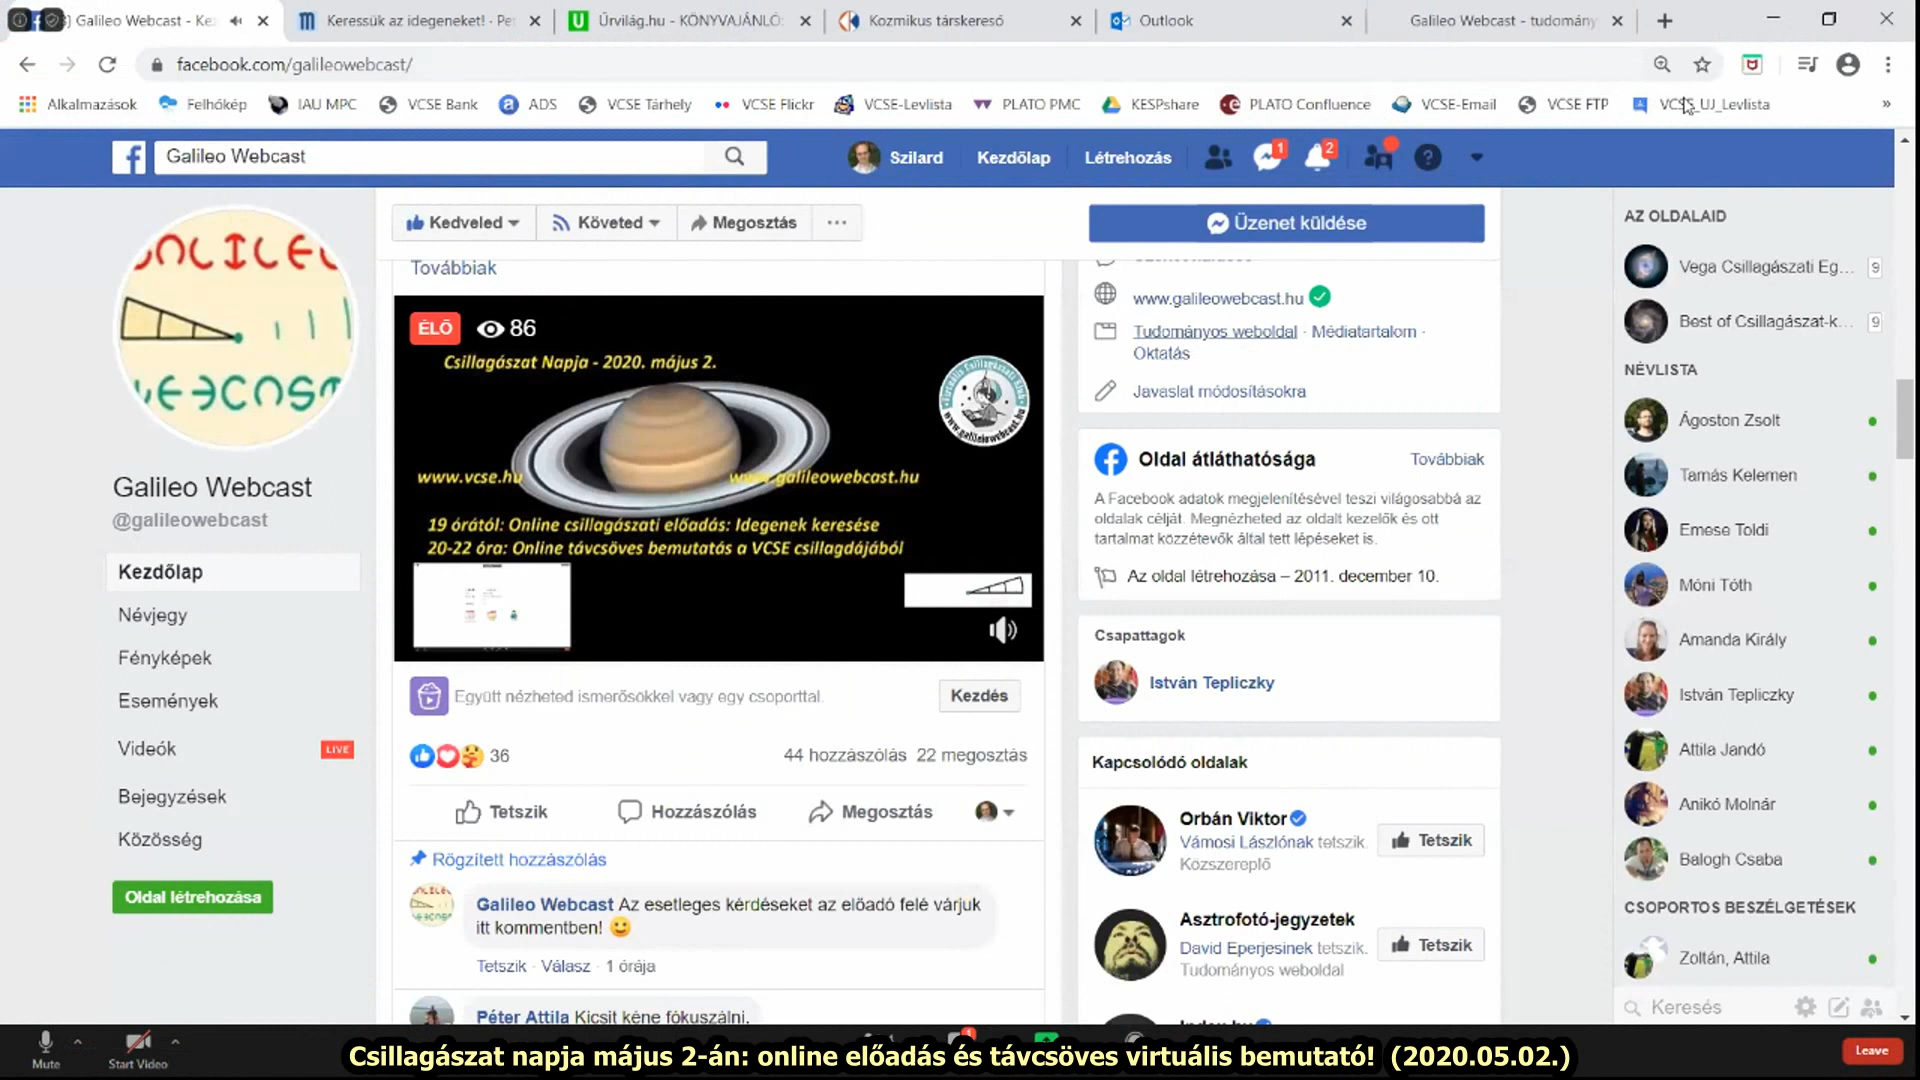 Galileo Webcast - Ke
Keressük az idegeneket! - Pe
Űrvilág.hu - KÖNYVAJÁNLÓ:
Kozmikus társkereső
Outlook
Galileo Webcast - tudomány
facebook.com/galileowebcast/
Alkalmazások
Felhőkép
IAU MPC
VCSE Bank
ADS
VCSE Tárhely
VCSE Flickr
VCSE-Levlista
PLATO PMC
KESPshare
PLATO Confluence
VCSE-Email
VCSE FTP
VCSE_UJ_Levlista
»
Galileo Webcast
Szilard
Kezdőlap
Létrehozás
1
2
Kedveled
Követed
Megosztás
...
Üzenet küldése
Galileo Webcast
@galileowebcast
Kezdőlap
Névjegy
Fényképek
Események
Videók
LIVE
Bejegyzések
Közösség
Oldal létrehozása
Továbbiak
ÉLŐ
86
Csillagászat Napja - 2020. május 2.
www.galileowebcast.hu
www.vcse.hu
www.galileowebcast.hu
19 órától: Online csillagászati előadás: Idegenek keresése
20-22 óra: Online távcsöves bemutatás a VCSE csillagdájából
Együtt nézheted ismerősökkel vagy egy csoporttal.
Kezdés
36
44 hozzászólás 22 megosztás
Tetszik
Hozzászólás
Megosztás
Rögzített hozzászólás
Galileo Webcast Az esetleges kérdéseket az előadó felé várjuk
itt kommentben!
Tetszik · Válasz · 1 órája
Péter Attila Kicsit kéne fókuszálni.
www.galileowebcast.hu
Tudományos weboldal · Médiatartalom ·
Oktatás
Javaslat módosításokra
Oldal átláthatósága
Továbbiak
A Facebook adatok megjelenítésével teszi világosabbá az
oldalak célját. Megnézheted az oldalt kezelők és ott
tartalmat közzétevők által tett lépéseket is.
Az oldal létrehozása – 2011. december 10.
Csapattagok
István Tepliczky
Kapcsolódó oldalak
Orbán Viktor
Vámosi Lászlónak tetszik.
Közszereplő
Tetszik
Asztrofotó-jegyzetek
David Eperjesinek tetszik.
Tudományos weboldal
Tetszik
AZ OLDALAID
Vega Csillagászati Eg...
9
Best of Csillagászat-k...
9
NÉVLISTA
Ágoston Zsolt
Tamás Kelemen
Emese Toldi
Móni Tóth
Amanda Király
István Tepliczky
Attila Jandó
Anikó Molnár
Balogh Csaba
CSOPORTOS BESZÉLGETÉSEK
Zoltán, Attila
Keresés
Mute
Start Video
Leave
Csillagászat napja május 2-án: online előadás és távcsöves virtuális bemutató! (2020.05.02.)